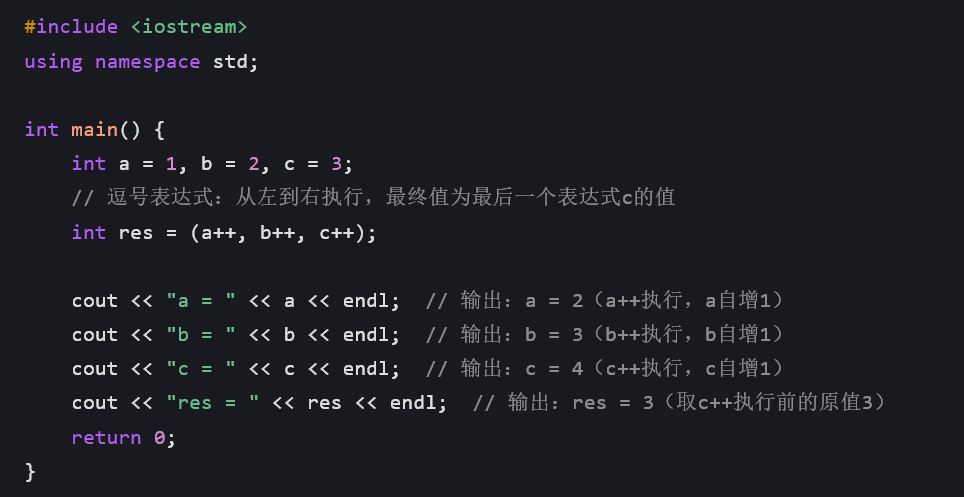 #include <iostream>
using namespace std;
int main() {
    int a = 1, b = 2, c = 3;
    // 逗号表达式：从左到右执行，最终值为最后一个表达式c的值
    int res = (a++, b++, c++);
    cout << "a = " << a << endl;  // 输出：a = 2（a++执行，a自增1）
    cout << "b = " << b << endl;  // 输出：b = 3（b++执行，b自增1）
    cout << "c = " << c << endl;  // 输出：c = 4（c++执行，c自增1）
    cout << "res = " << res << endl;  // 输出：res = 3（取c++执行前的原值3）
    return 0;
}